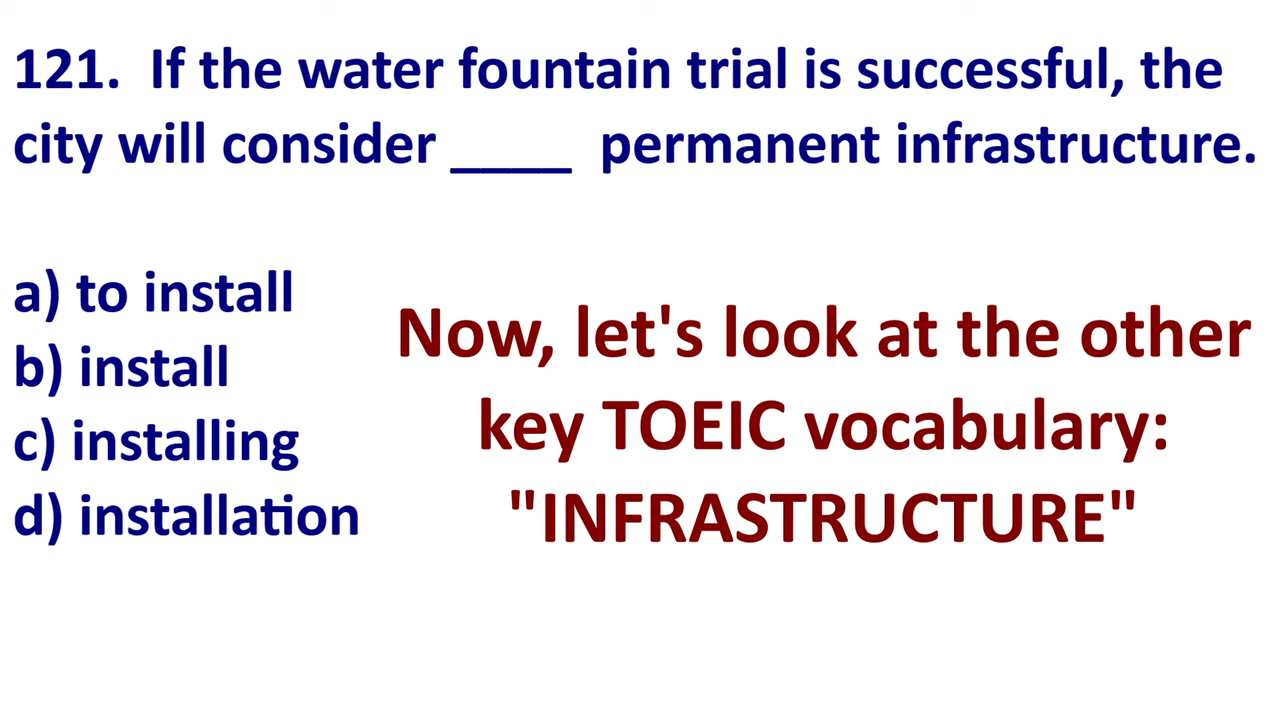 121.  If the water fountain trial is successful, the
city will consider ____  permanent infrastructure.
a) to install
b) install
c) installing
d) installation
Now, let's look at the other
key TOEIC vocabulary:
"INFRASTRUCTURE"